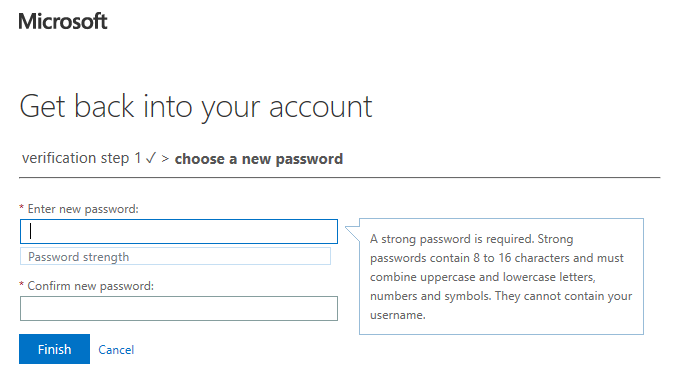 Microsoft
Get back into your account
verification step 1 ✓ > choose a new password
* Enter new password:
Password strength
A strong password is required. Strong
passwords contain 8 to 16 characters and must
combine uppercase and lowercase letters,
numbers and symbols. They cannot contain your
username.
* Confirm new password:
Finish
Cancel